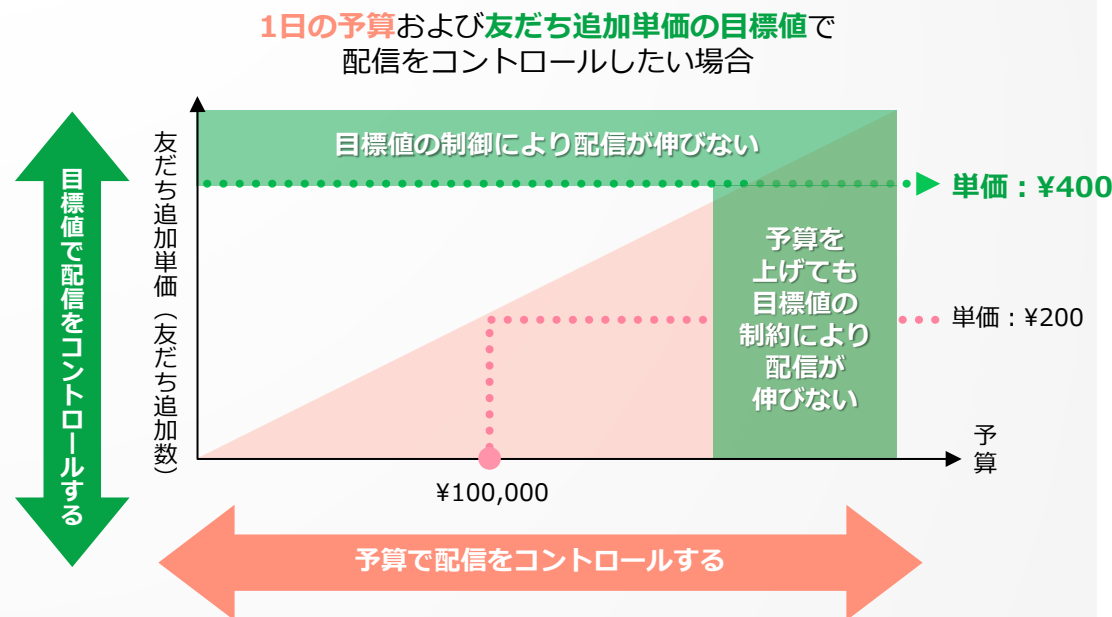 1日の予算および友だち追加単価の目標値で
配信をコントロールしたい場合
目標値で配信をコントロールする
友だち追加単価（友だち追加数）
目標値の制御により配信が伸びない
単価：¥400
予算を
上げても
目標値の
制約により
配信が
伸びない
単価：¥200
予算
¥100,000
予算で配信をコントロールする